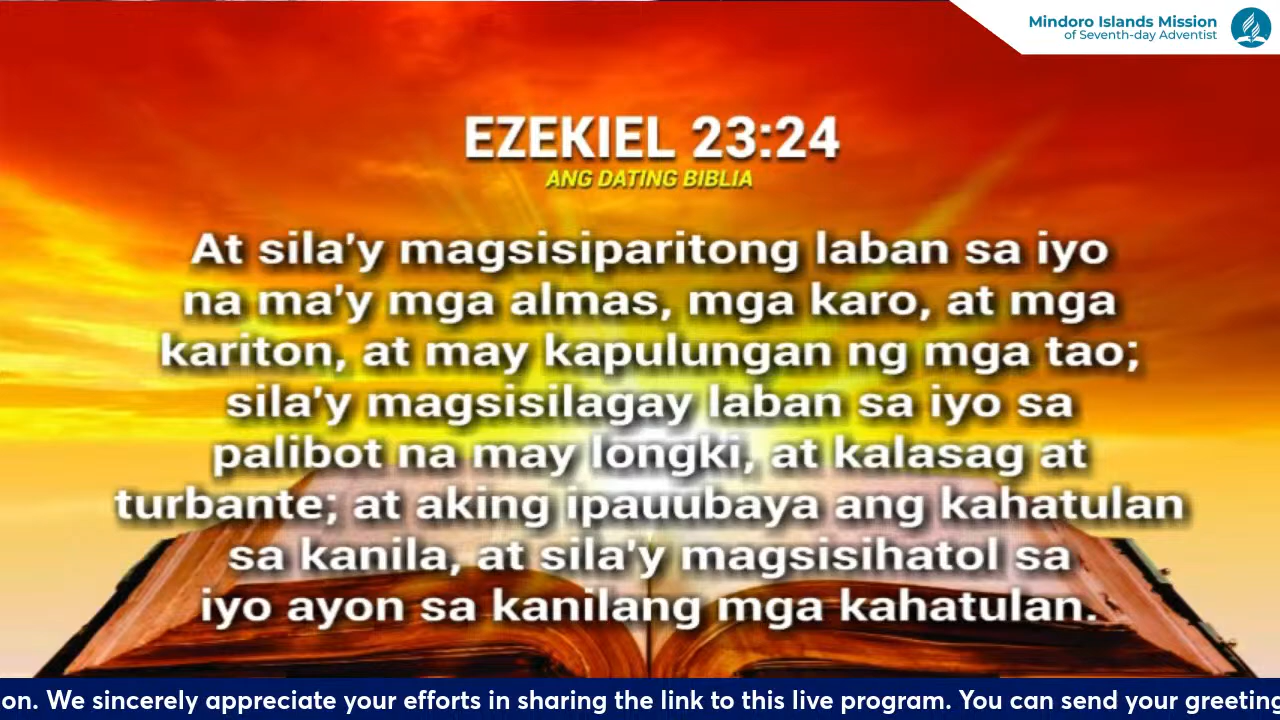 Mindoro Islands Mission
of Seventh-day Adventist
EZEKIEL 23:24
ANG DATING BIBLIA
At sila'y magsisiparitong laban sa iyo
na ma'y mga almas, mga karo, at mga
kariton, at may kapulungan ng mga tao;
sila'y magsisilagay laban sa iyo sa
palibot na may longki, at kalasag at
turbante; at aking ipauubaya ang kahatulan
sa kanila, at sila'y magsisihatol sa
iyo ayon sa kanilang mga kahatulan.
on. We sincerely appreciate your efforts in sharing the link to this live program. You can send your greeting